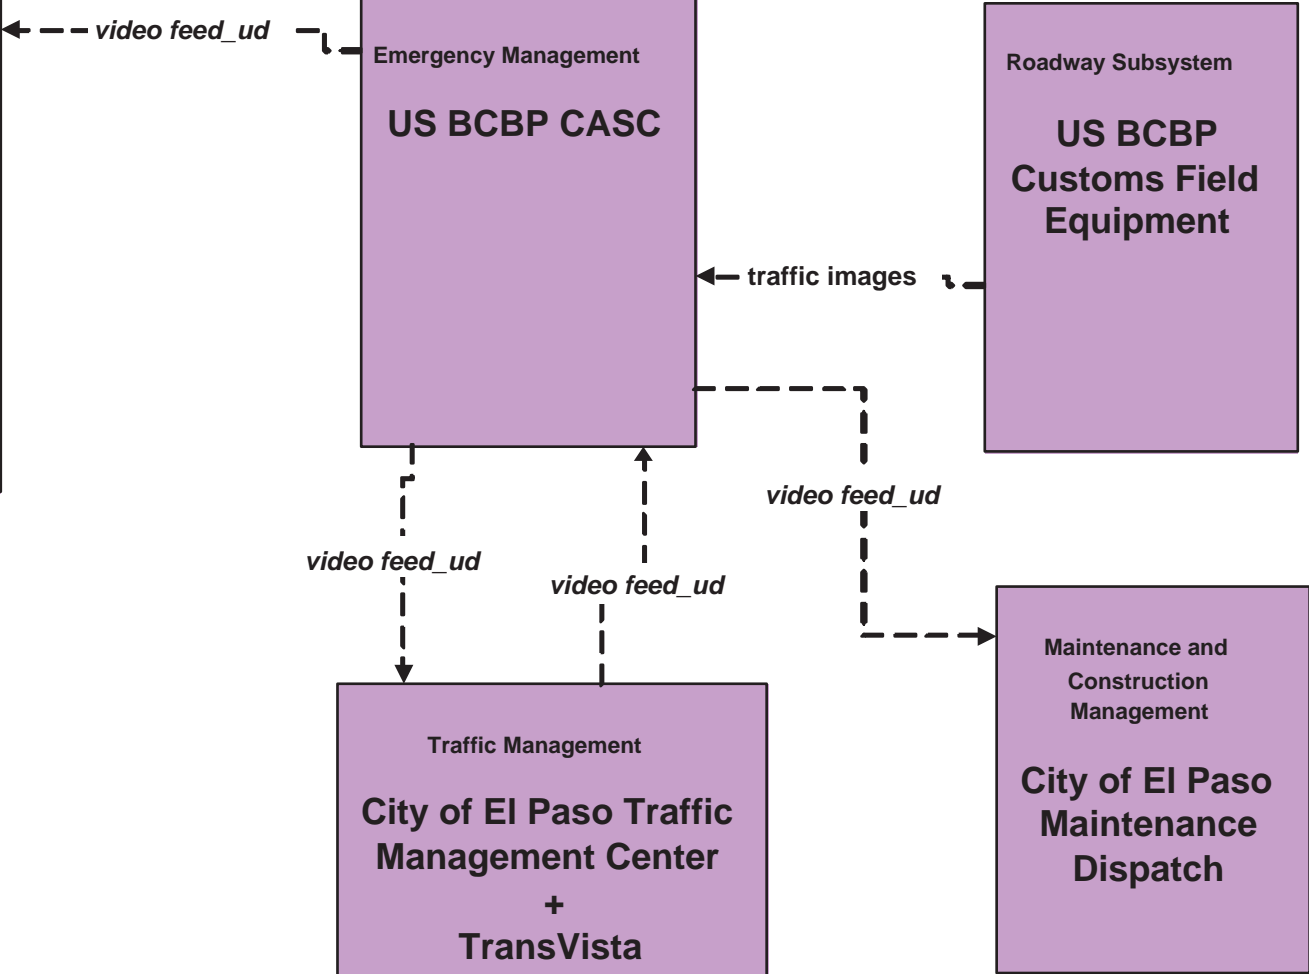 video feed_ud
Emergency Management
US BCBP CASC
Roadway Subsystem
US BCBP
Customs Field
Equipment
traffic images
video feed_ud
video feed_ud
video feed_ud
Maintenance and
Construction
Management
City of El Paso
Maintenance
Dispatch
Traffic Management
City of El Paso Traffic
Management Center
+
TransVista